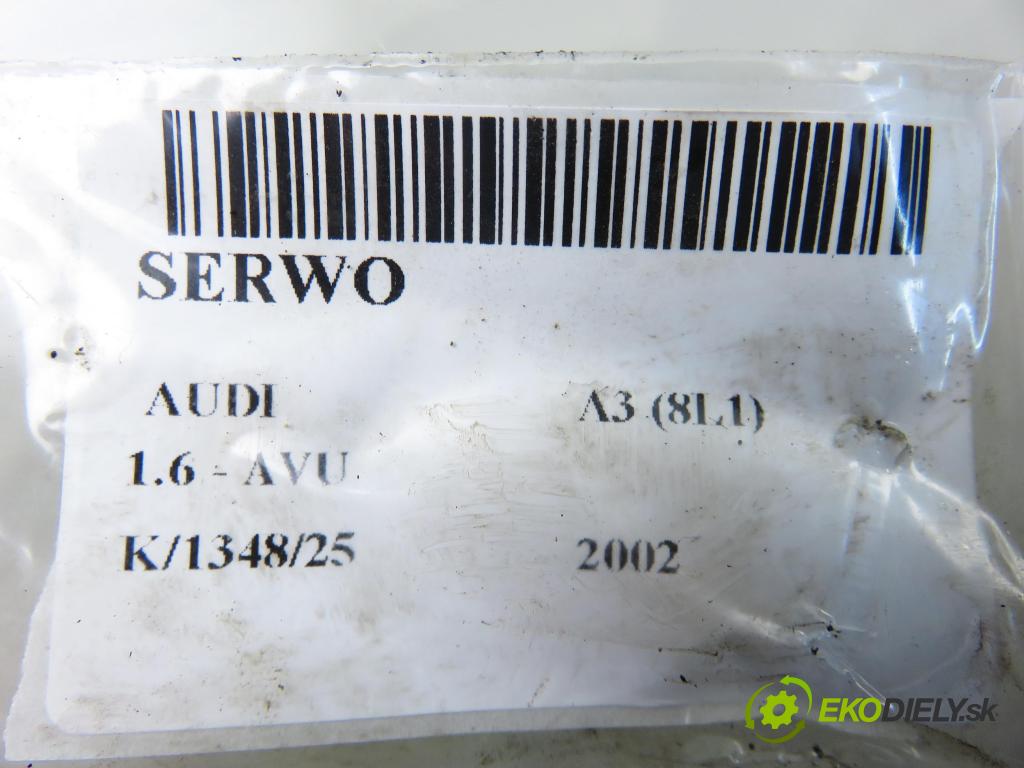 SERWO
AUDI A3 (8L1)
1.6 - AVU
K/1348/25 2002
EKODIELY.sk